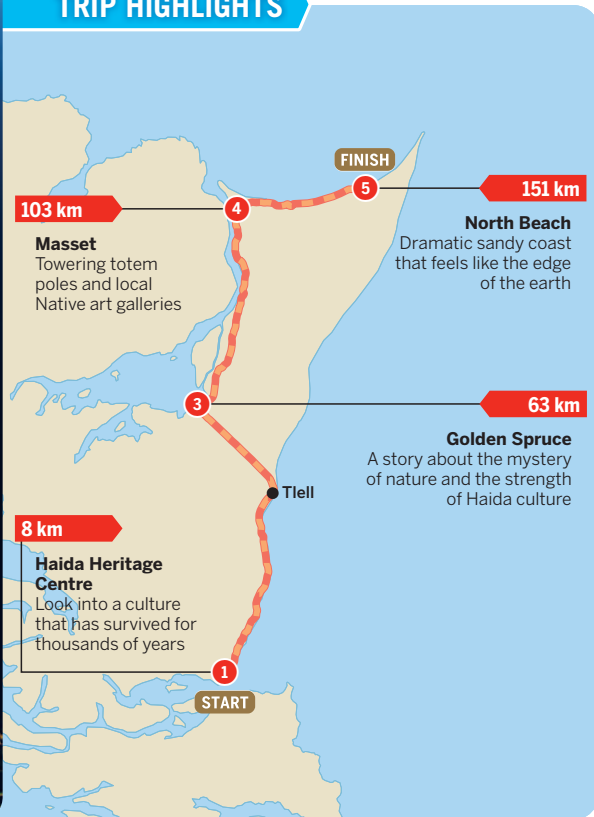 TRIP HIGHLIGHTS
FINISH
5
151 km
North Beach
Dramatic sandy coast
that feels like the edge
of the earth
103 km
4
Masset
Towering totem
poles and local
Native art galleries
3
63 km
Golden Spruce
A story about the mystery
of nature and the strength
of Haida culture
Tlell
8 km
Haida Heritage
Centre
Look into a culture
that has survived for
thousands of years
1
START